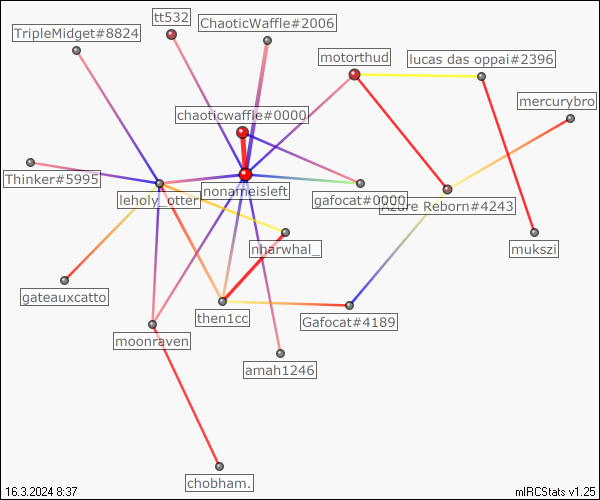 tt532
ChaoticWaffle#2006
TripleMidget#8824
motorthud
lucas das oppai#2396
mercurybro
chaoticwaffle#0000
Thinker#5995
leholy_otter
nonameisleft
gafocat#0000
Azure Reborn#4243
nharwhal_
mukszi
gateauxcatto
then1cc
Gafocat#4189
moonraven
amah1246
chobham.
16.3.2024 8:37
mIRCStats v1.25